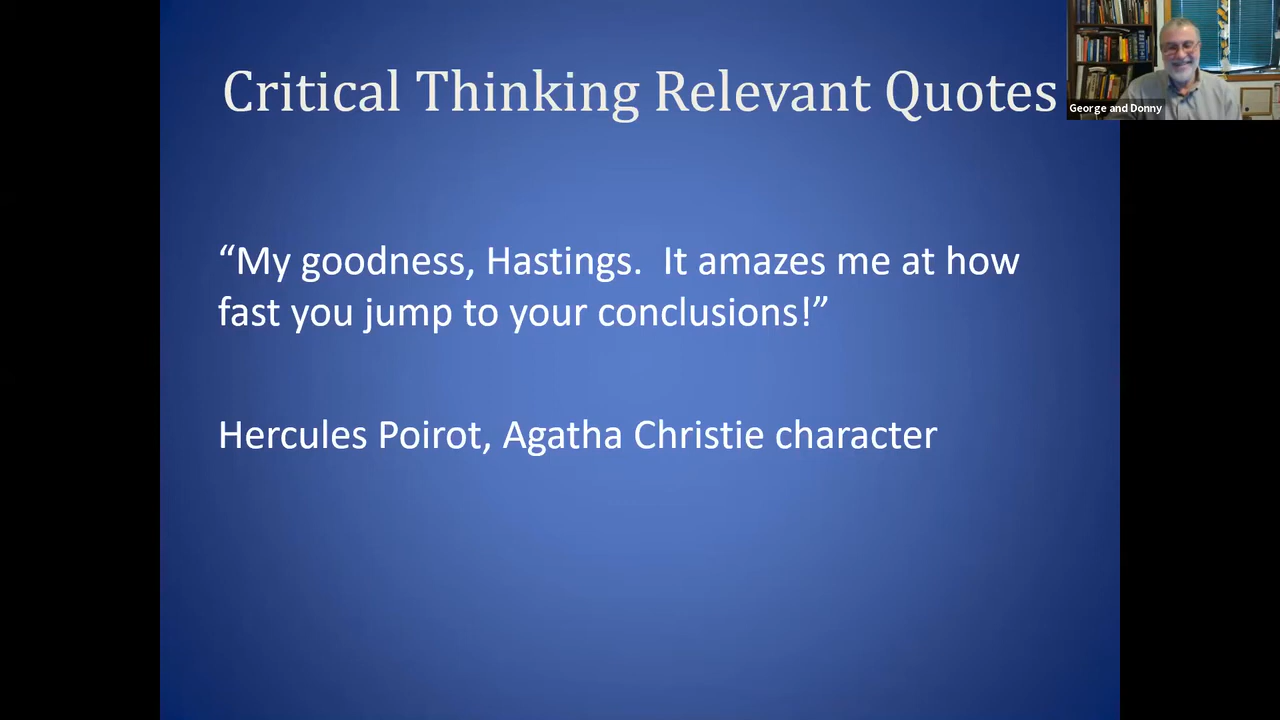 Critical Thinking Relevant Quotes
George and Donny
“My goodness, Hastings.  It amazes me at how
fast you jump to your conclusions!”
Hercules Poirot, Agatha Christie character